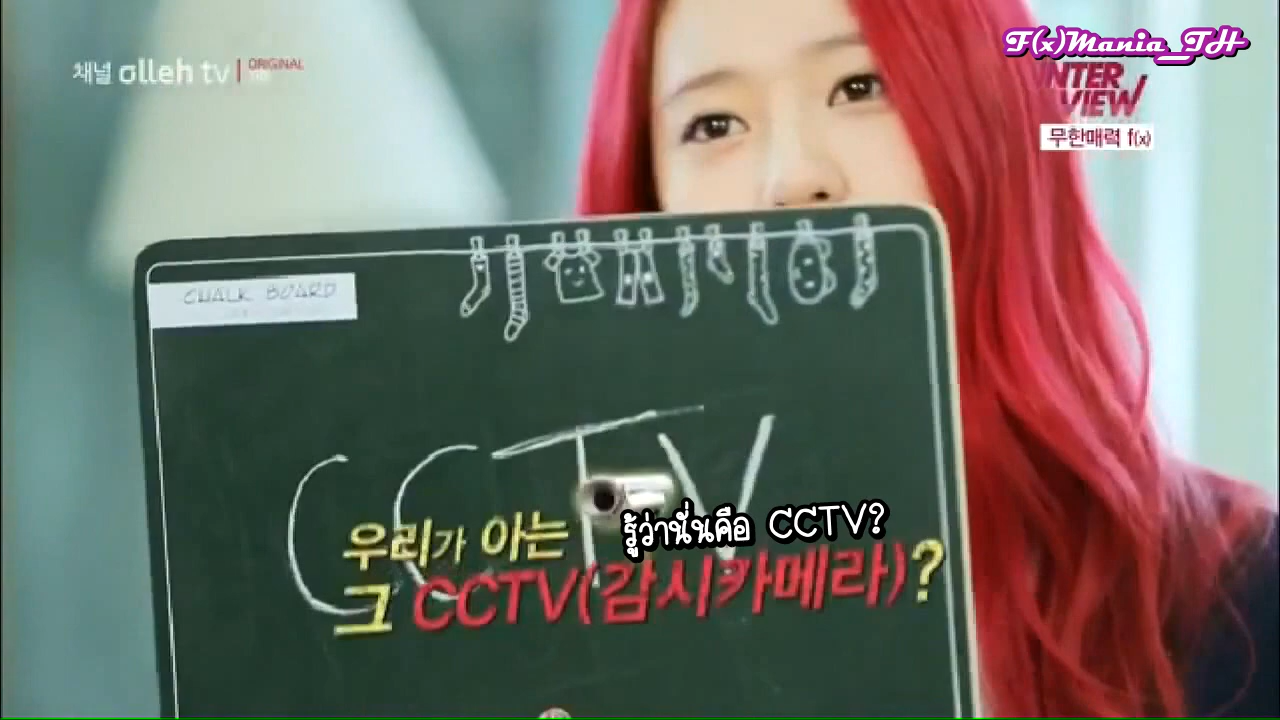 채널 olleh tv | ORIGINAL
F(x)Mania_TH
INTER
VIEW
무한매력 f(x)
CHALK BOARD
CCTV
우리가 아는
รู้ว่านั่นคือ CCTV?
그 CCTV(감시카메라)?